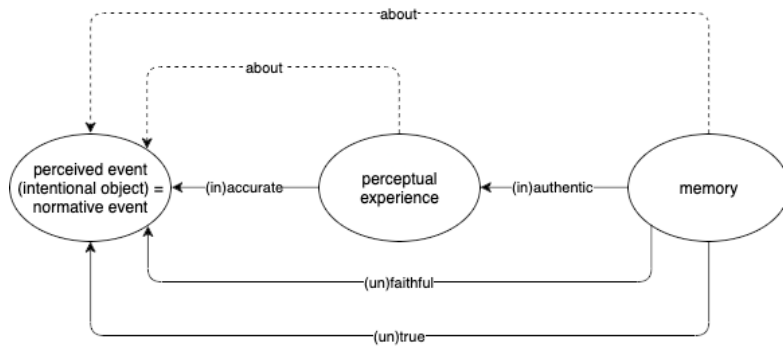 about
about
perceived event
(intentional object) =
normative event
(in)accurate
perceptual
experience
(in)authentic
memory
(un)faithful
(un)true